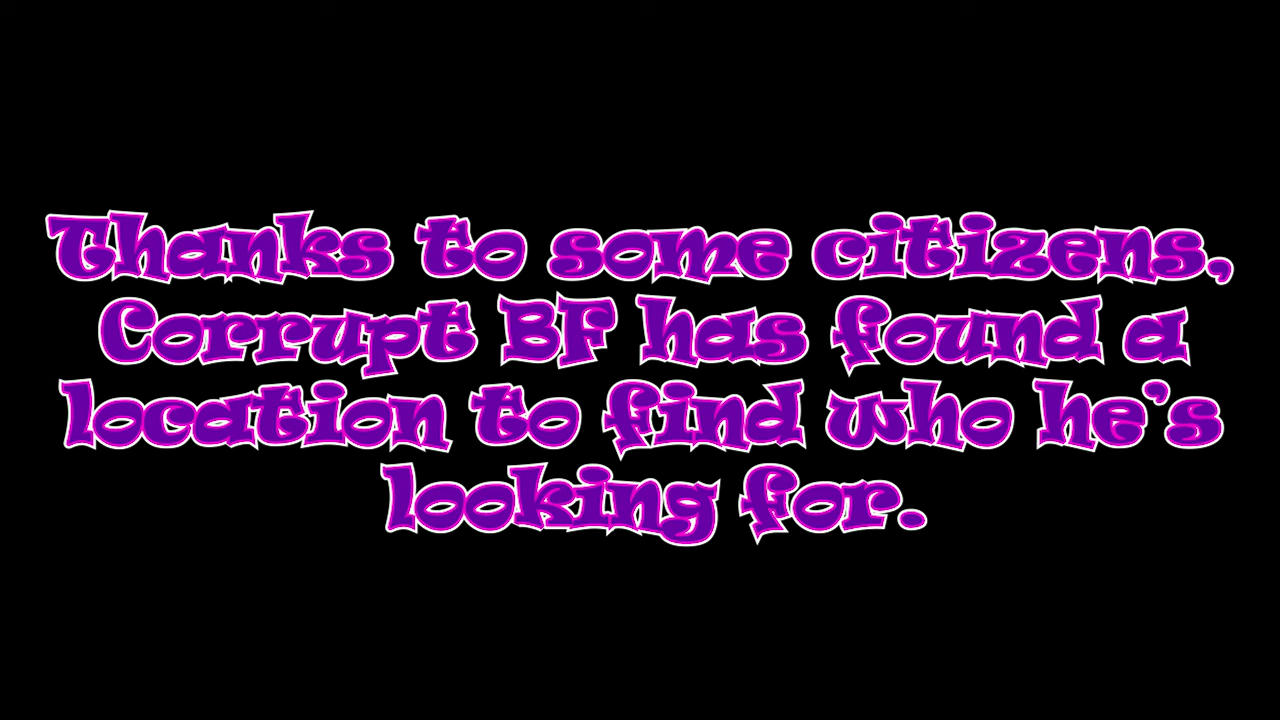 Thanks to some citizens,
Corrupt BF has found a
location to find who he's
looking for.